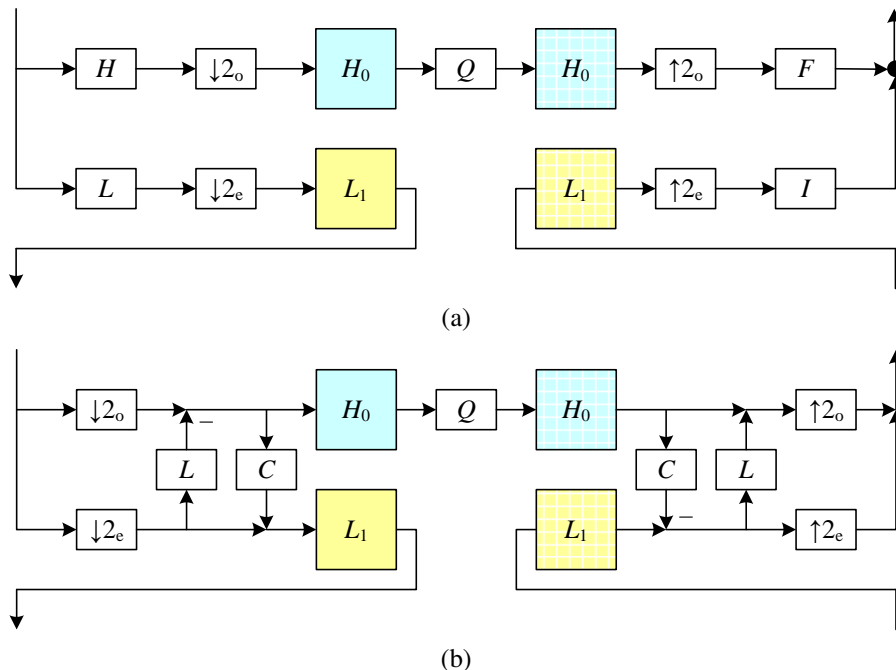 H ↓2ₒ H₀ Q H₀ ↑2ₒ F
L ↓2ₑ L₁ L₁ ↑2ₑ I
(a)
↓2ₒ – H₀ Q H₀ ↑2ₒ
L C C L
↓2ₑ L₁ L₁ – ↑2ₑ
(b)